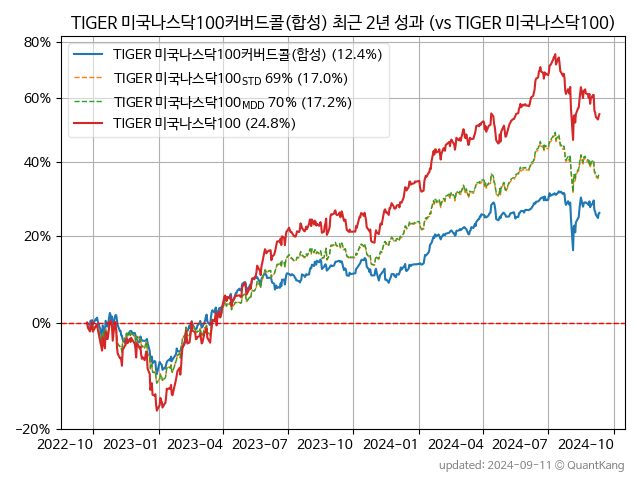 TIGER 미국나스닥100커버드콜(합성) 최근 2년 성과 (vs TIGER 미국나스닥100)
80%
60%
40%
20%
0%
-20%
TIGER 미국나스닥100커버드콜(합성) (12.4%)
TIGER 미국나스닥100STD 69% (17.0%)
TIGER 미국나스닥100MDD 70% (17.2%)
TIGER 미국나스닥100 (24.8%)
2022-10 2023-01 2023-04 2023-07 2023-10 2024-01 2024-04 2024-07 2024-10
updated: 2024-09-11 © QuantKang